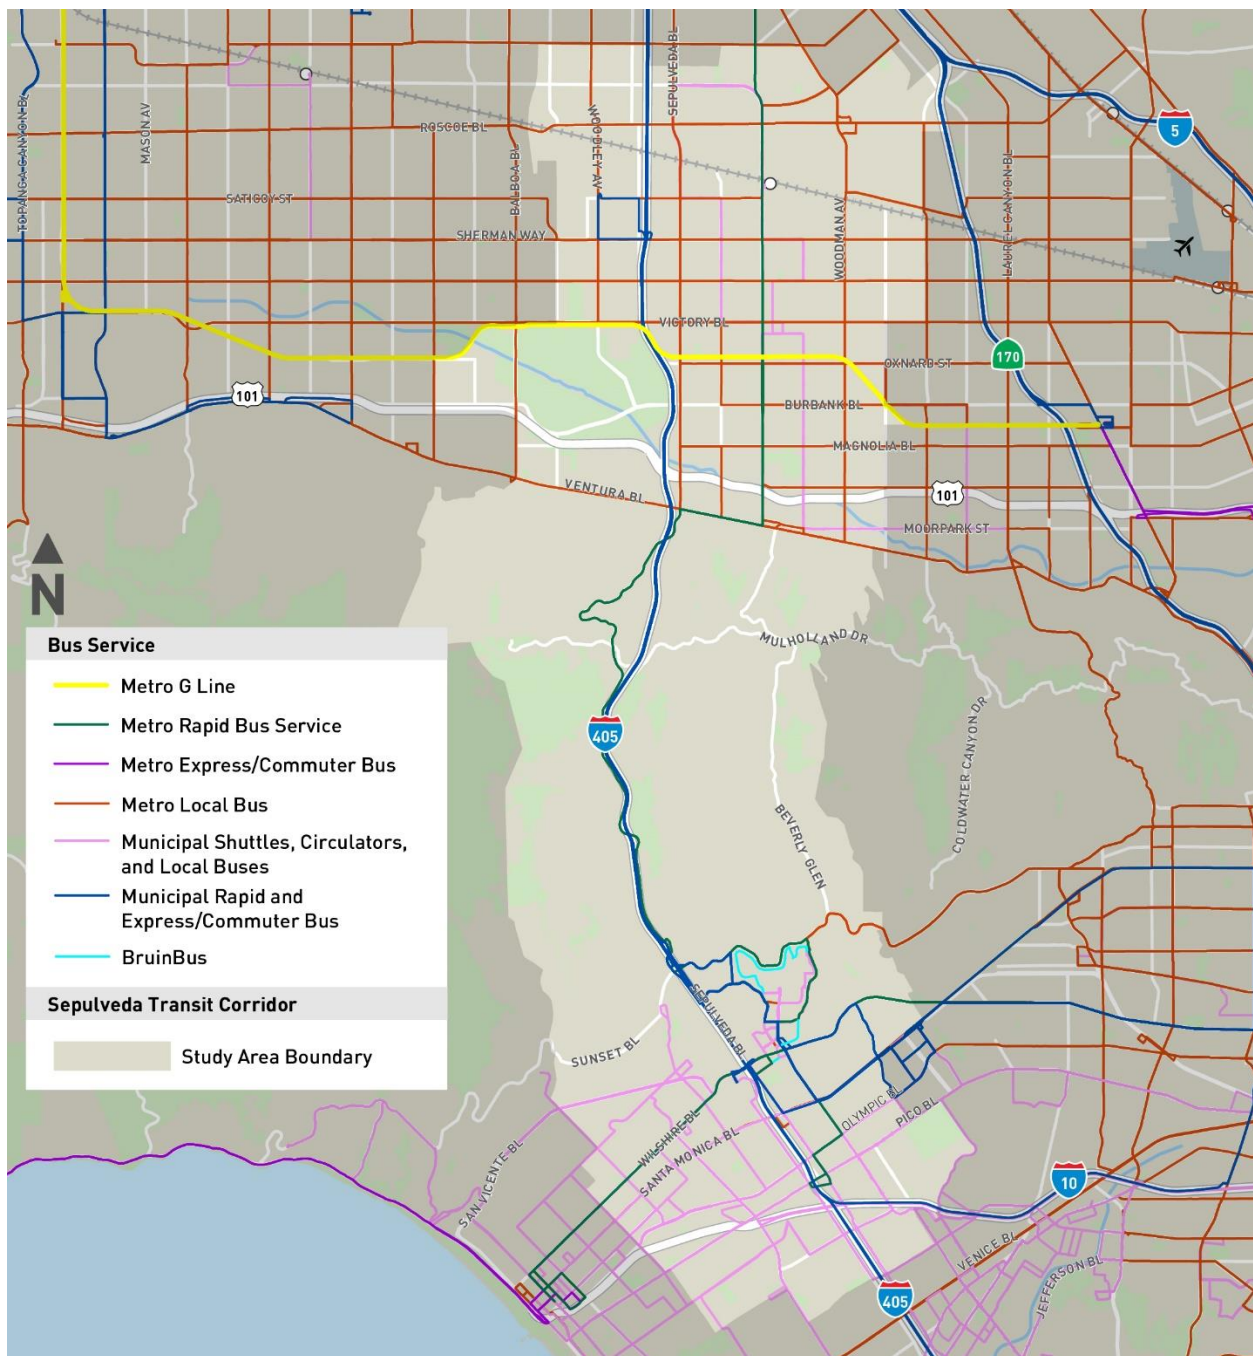 TOPANGA CANYON BL
MASON AV
ROSCOE BL
BALBOA BL
WOODLEY AV
SEPULVEDA BL
WOODMAN AV
LAUREL CANYON BL
5
SATICOY ST
SHERMAN WAY
VICTORY BL
OXNARD ST
170
101
BURBANK BL
MAGNOLIA BL
VENTURA BL
101
MOORPARK ST
N
MULHOLLAND DR
COLDWATER CANYON DR
BEVERLY GLEN
405
Bus Service
Metro G Line
Metro Rapid Bus Service
Metro Express/Commuter Bus
Metro Local Bus
Municipal Shuttles, Circulators,
and Local Buses
Municipal Rapid and
Express/Commuter Bus
BruinBus
Sepulveda Transit Corridor
Study Area Boundary
SEPULVEDA BL
SUNSET BL
WILSHIRE BL
SANTA MONICA BL
OLYMPIC BL
PICO BL
SAN VICENTE BL
10
VENICE BL
JEFFERSON BL
405